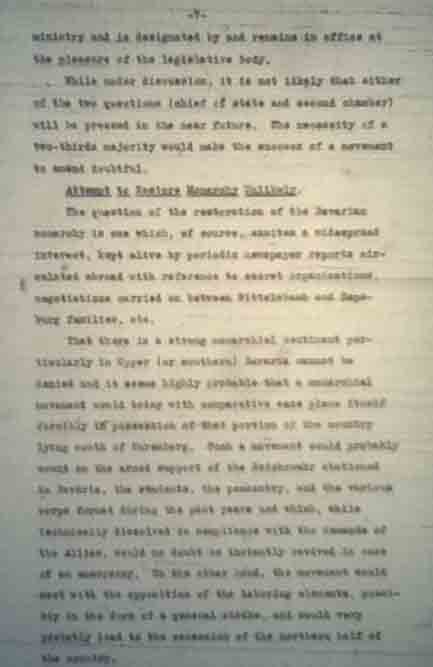 -7-
ministry and is designated by and remains in office at
the pleasure of the legislative body.
While under discussion, it is not likely that either
of the two questions (chief of state and second chamber)
will be pressed in the near future. The necessity of a
two-thirds majority would make the success of a movement
to amend doubtful.
Attempt to Restore Monarchy Unlikely.
The question of the restoration of the Bavarian
monarchy is one which, of course, excites a widespread
interest, kept alive by periodic newspaper reports cir-
culated abroad with reference to secret organizations,
negotiations carried on between Wittelsbach and Haps-
burg families, etc.
That there is a strong monarchial sentiment par-
ticularly in Upper (or southern) Bavaria cannot be
denied and it seems highly probable that a monarchial
movement could today with comparative ease place itself
forcibly in possession of that portion of the country
lying south of Nuremberg. Such a movement could probably
count on the armed support of the Reichswehr stationed
in Bavaria, the students, the peasantry, and the various
corps formed during the past years and which, while
technically dissolved in compliance with the demands of
the Allies, would no doubt be instantly revived in case
of an emergency. On the other hand, the movement would
meet with the opposition of the laboring elements, possi-
bly in the form of a general strike, and would very
possibly lead to the secession of the northern half of
the country.